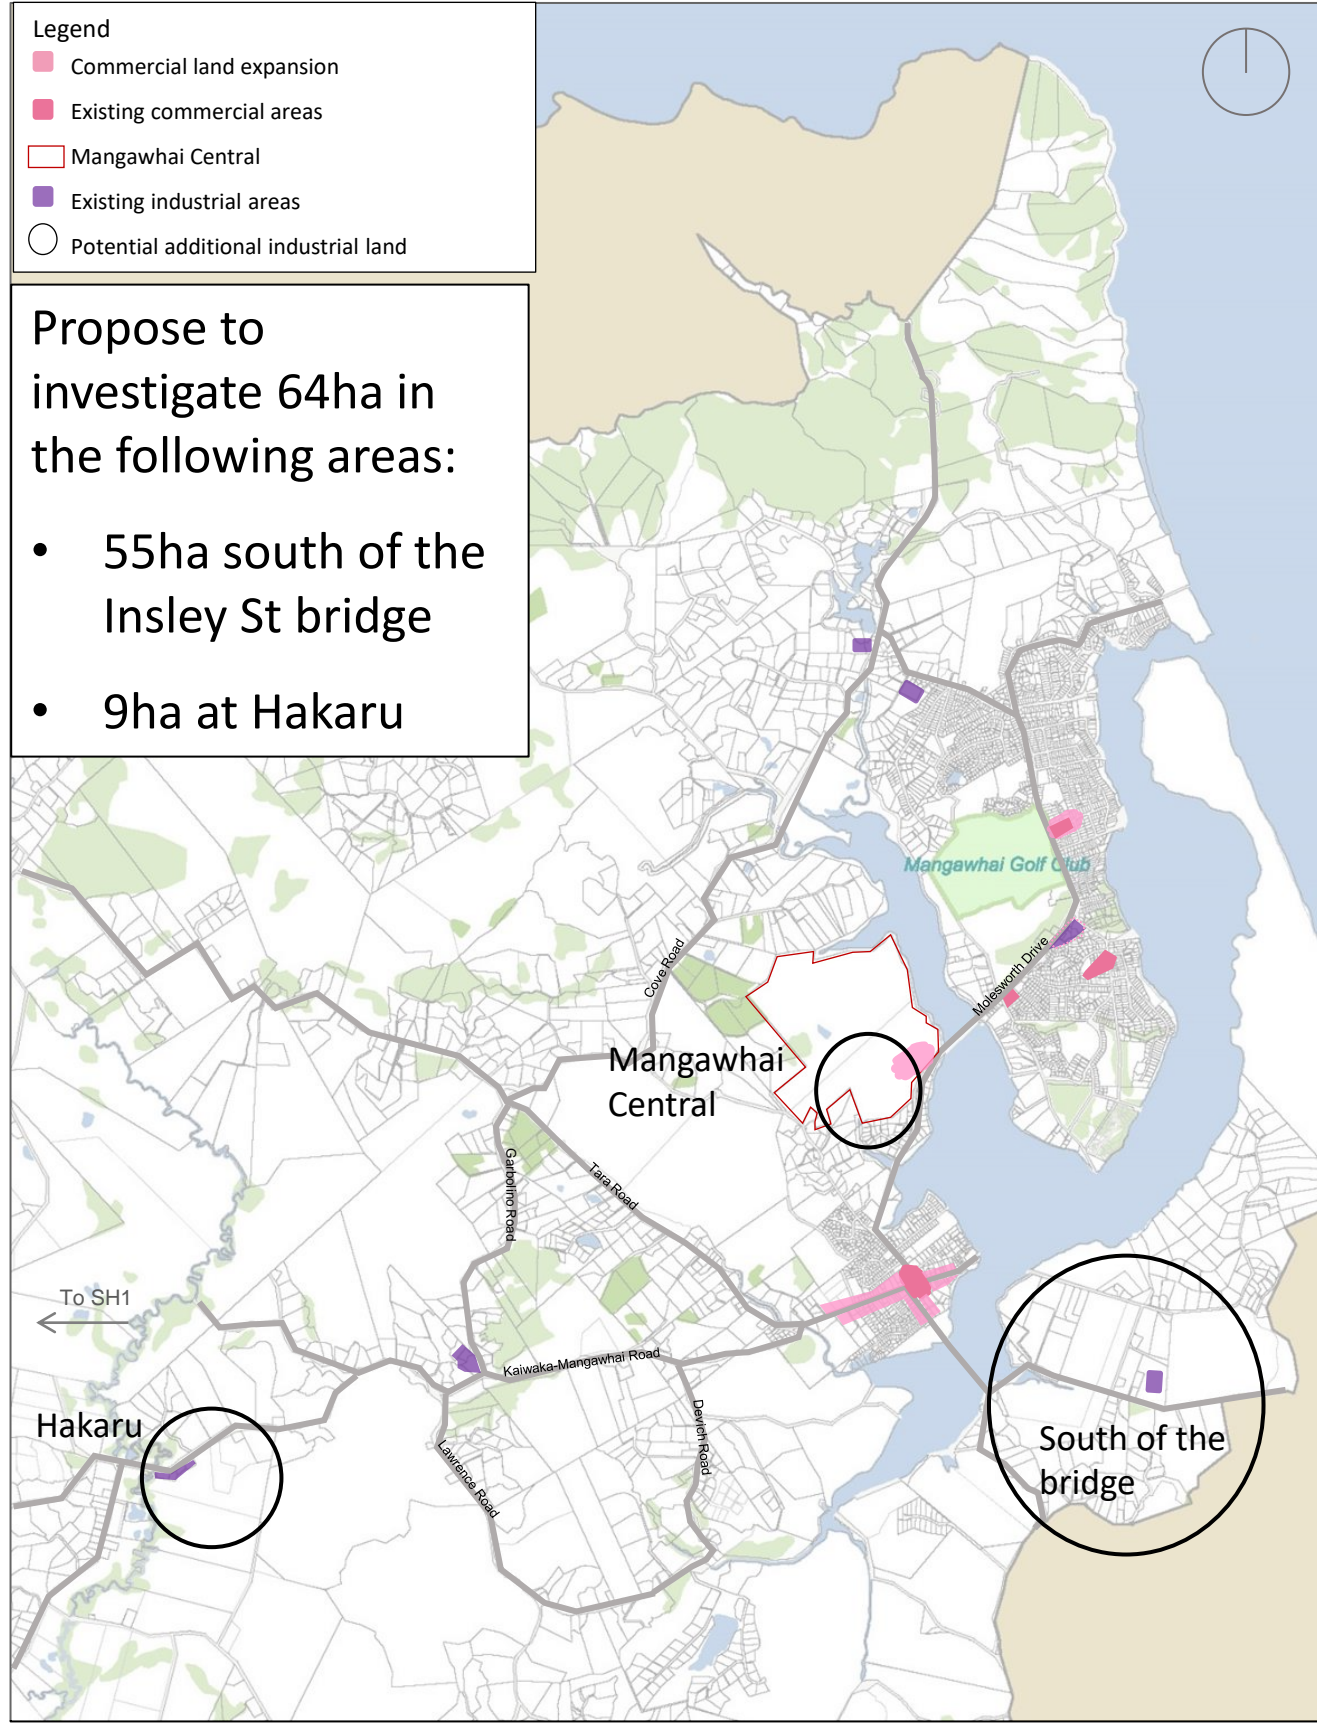 Legend
Commercial land expansion
Existing commercial areas
Mangawhai Central
Existing industrial areas
Potential additional industrial land
Propose to
investigate 64ha in
the following areas:
• 55ha south of the
Insley St bridge
• 9ha at Hakaru
Mangawhai Golf Club
Molesworth Drive
Cove Road
Mangawhai
Central
Garbolino Road
Tara Road
To SH1
Kaiwaka-Mangawhai Road
Devich Road
Hakaru
Lawrence Road
South of the
bridge